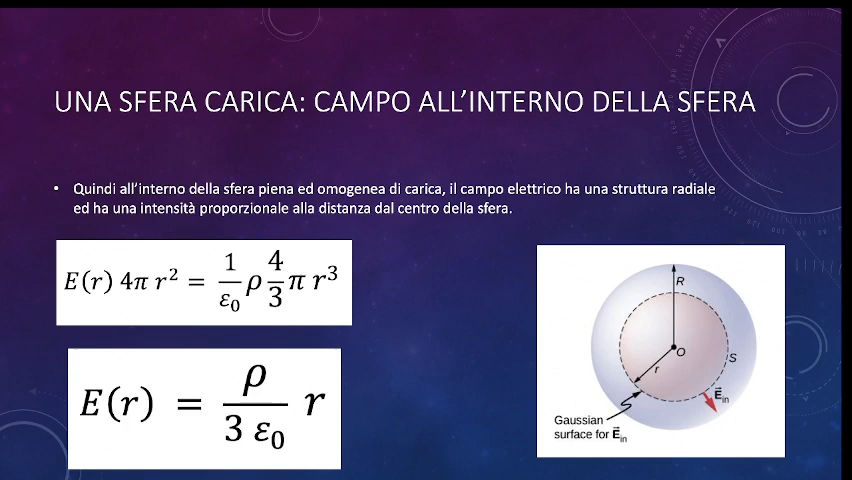 UNA SFERA CARICA: CAMPO ALL'INTERNO DELLA SFERA
• Quindi all'interno della sfera piena ed omogenea di carica, il campo elettrico ha una struttura radiale
ed ha una intensità proporzionale alla distanza dal centro della sfera.
E(r) 4π r² = 1/ε₀ ρ 4/3 π r³
E(r) = ρ/(3 ε₀) r
R
O
S
r
E⃗in
Gaussian
surface for E⃗in